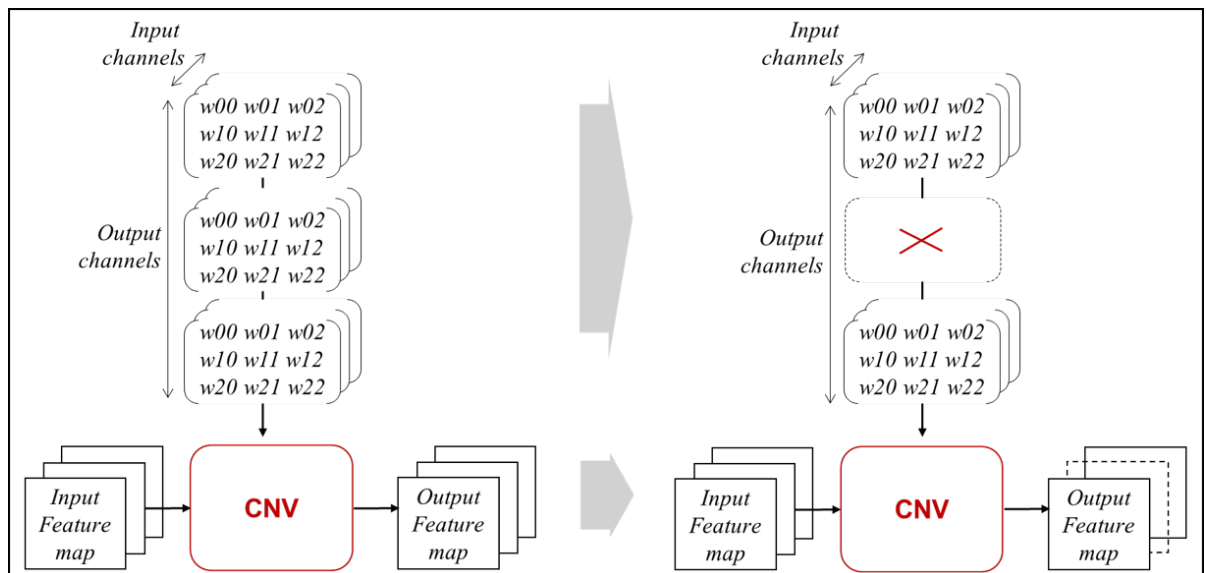 Input
channels
w00 w01 w02
w10 w11 w12
w20 w21 w22
Output
channels
w00 w01 w02
w10 w11 w12
w20 w21 w22
w00 w01 w02
w10 w11 w12
w20 w21 w22
Input
Feature
map
CNV
Output
Feature
map
Input
channels
w00 w01 w02
w10 w11 w12
w20 w21 w22
Output
channels
w00 w01 w02
w10 w11 w12
w20 w21 w22
Input
Feature
map
CNV
Output
Feature
map